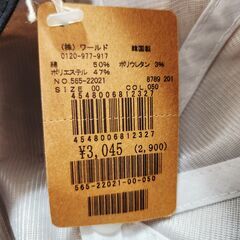 (株)ワールド 韓国製
0120-977-917
綿 50% ポリウレタン 3%
ポリエステル 47%
NO.565-22021 8789 201
SIZE 00 COL 050
4548006812327
4548006812327
¥3,045 (2,900)
565-22021-00-050